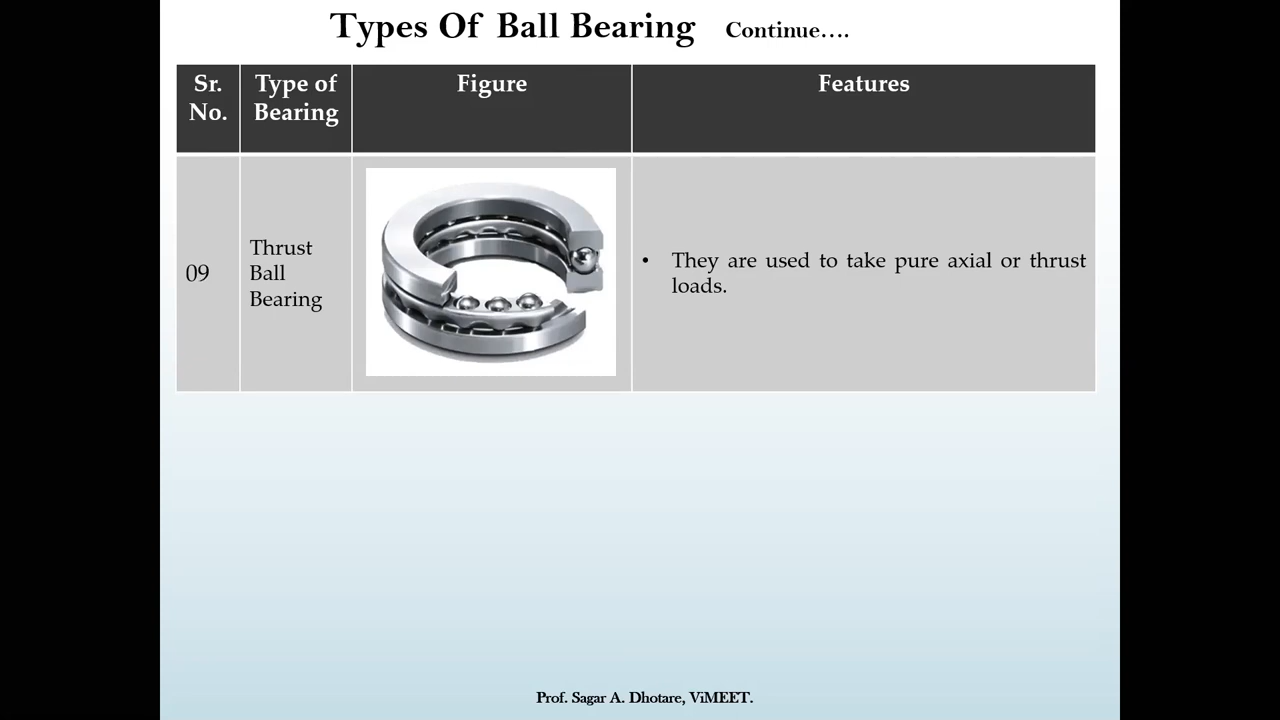 Types Of Ball Bearing Continue....
Sr.
No.
Type of
Bearing
Figure
Features
09
Thrust
Ball
Bearing
• They are used to take pure axial or thrust
loads.
Prof. Sagar A. Dhotare, ViMEET.